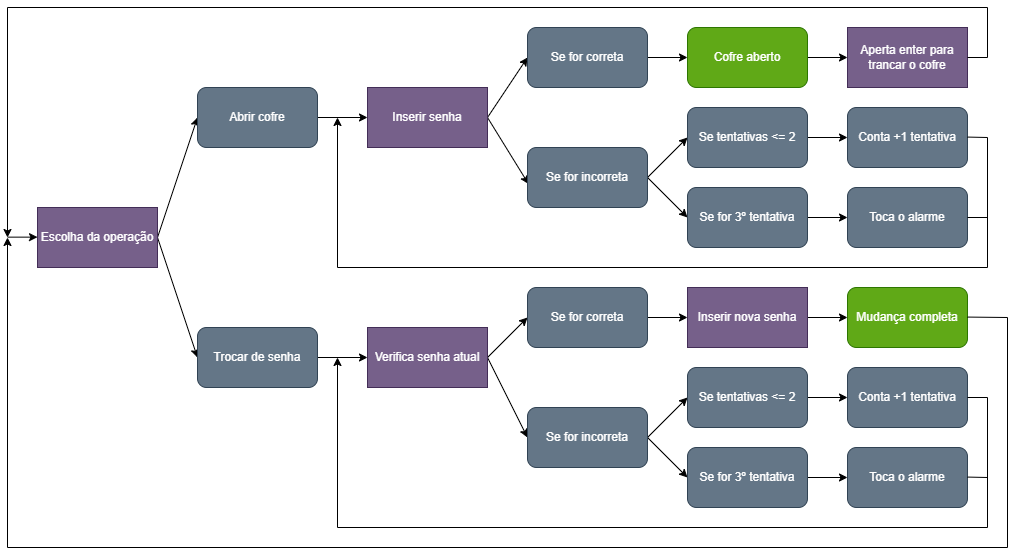 Escolha da operação
Abrir cofre
Inserir senha
Se for correta
Cofre aberto
Aperta enter para
trancar o cofre
Se for incorreta
Se tentativas <= 2
Conta +1 tentativa
Se for 3º tentativa
Toca o alarme
Trocar de senha
Verifica senha atual
Se for correta
Inserir nova senha
Mudança completa
Se for incorreta
Se tentativas <= 2
Conta +1 tentativa
Se for 3º tentativa
Toca o alarme